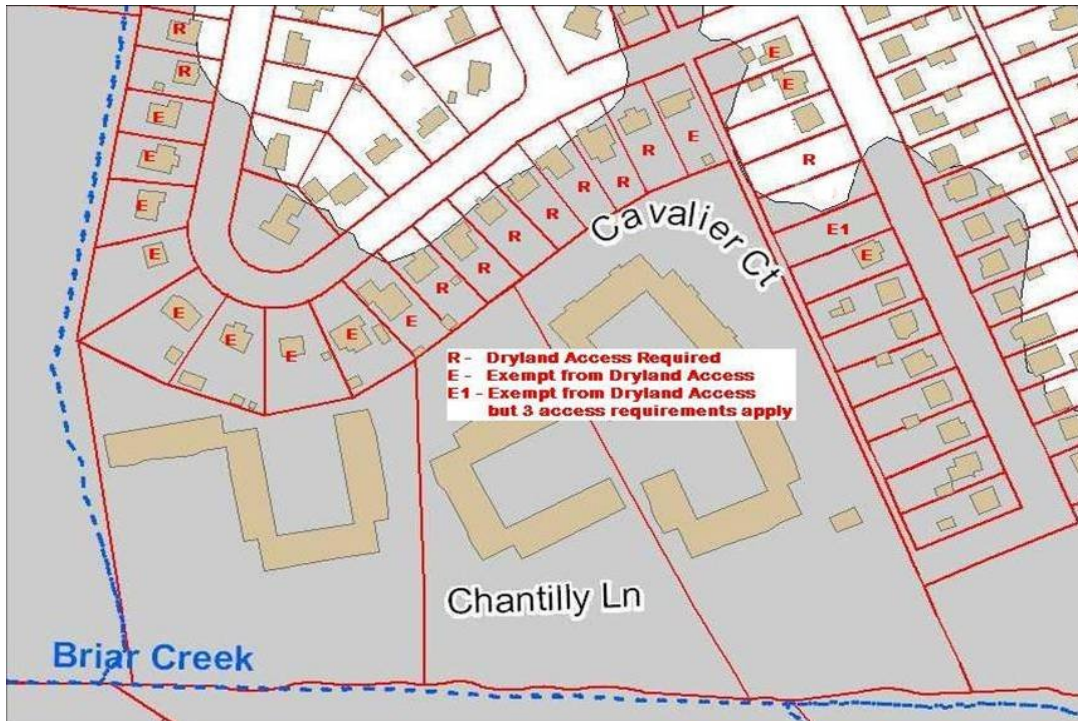 R
E
R
E
E
R
E
R
E
R
Cavalier Ct
E1
R
R
E
E
R
E
R
R
E
E
E
E
E
R - Dryland Access Required
E - Exempt from Dryland Access
E1 - Exempt from Dryland Access
but 3 access requirements apply
Chantilly Ln
Briar Creek